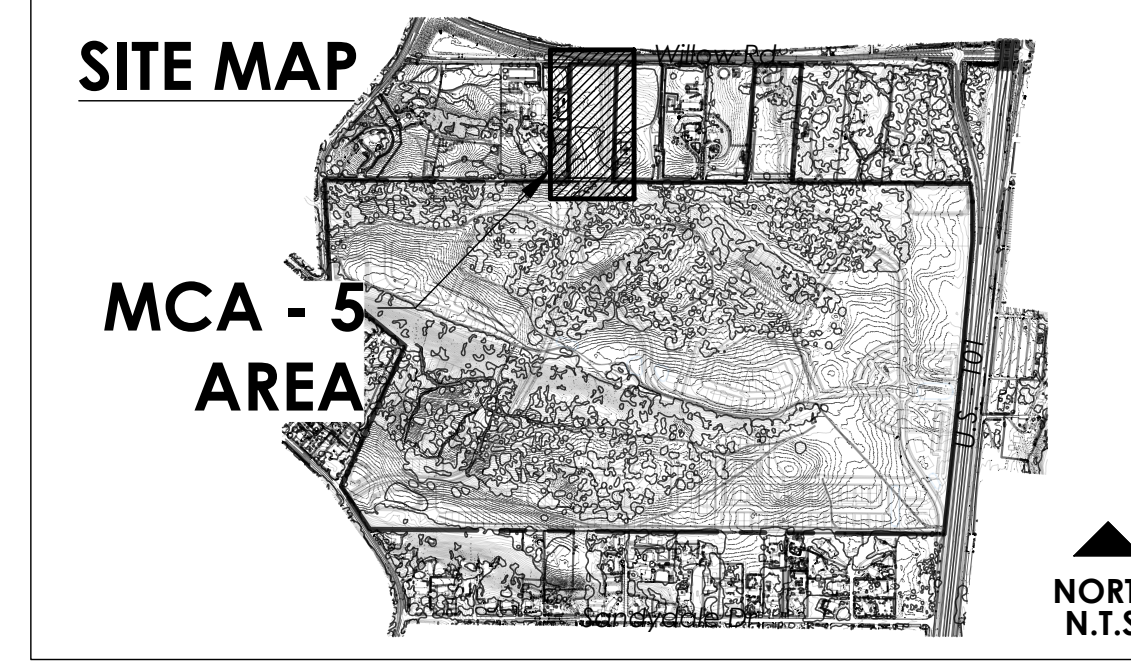 SITE MAP
Willow Rd.
MCA - 5
AREA
U.S. 101
NORT
N.T.S
Sandydale Dr.